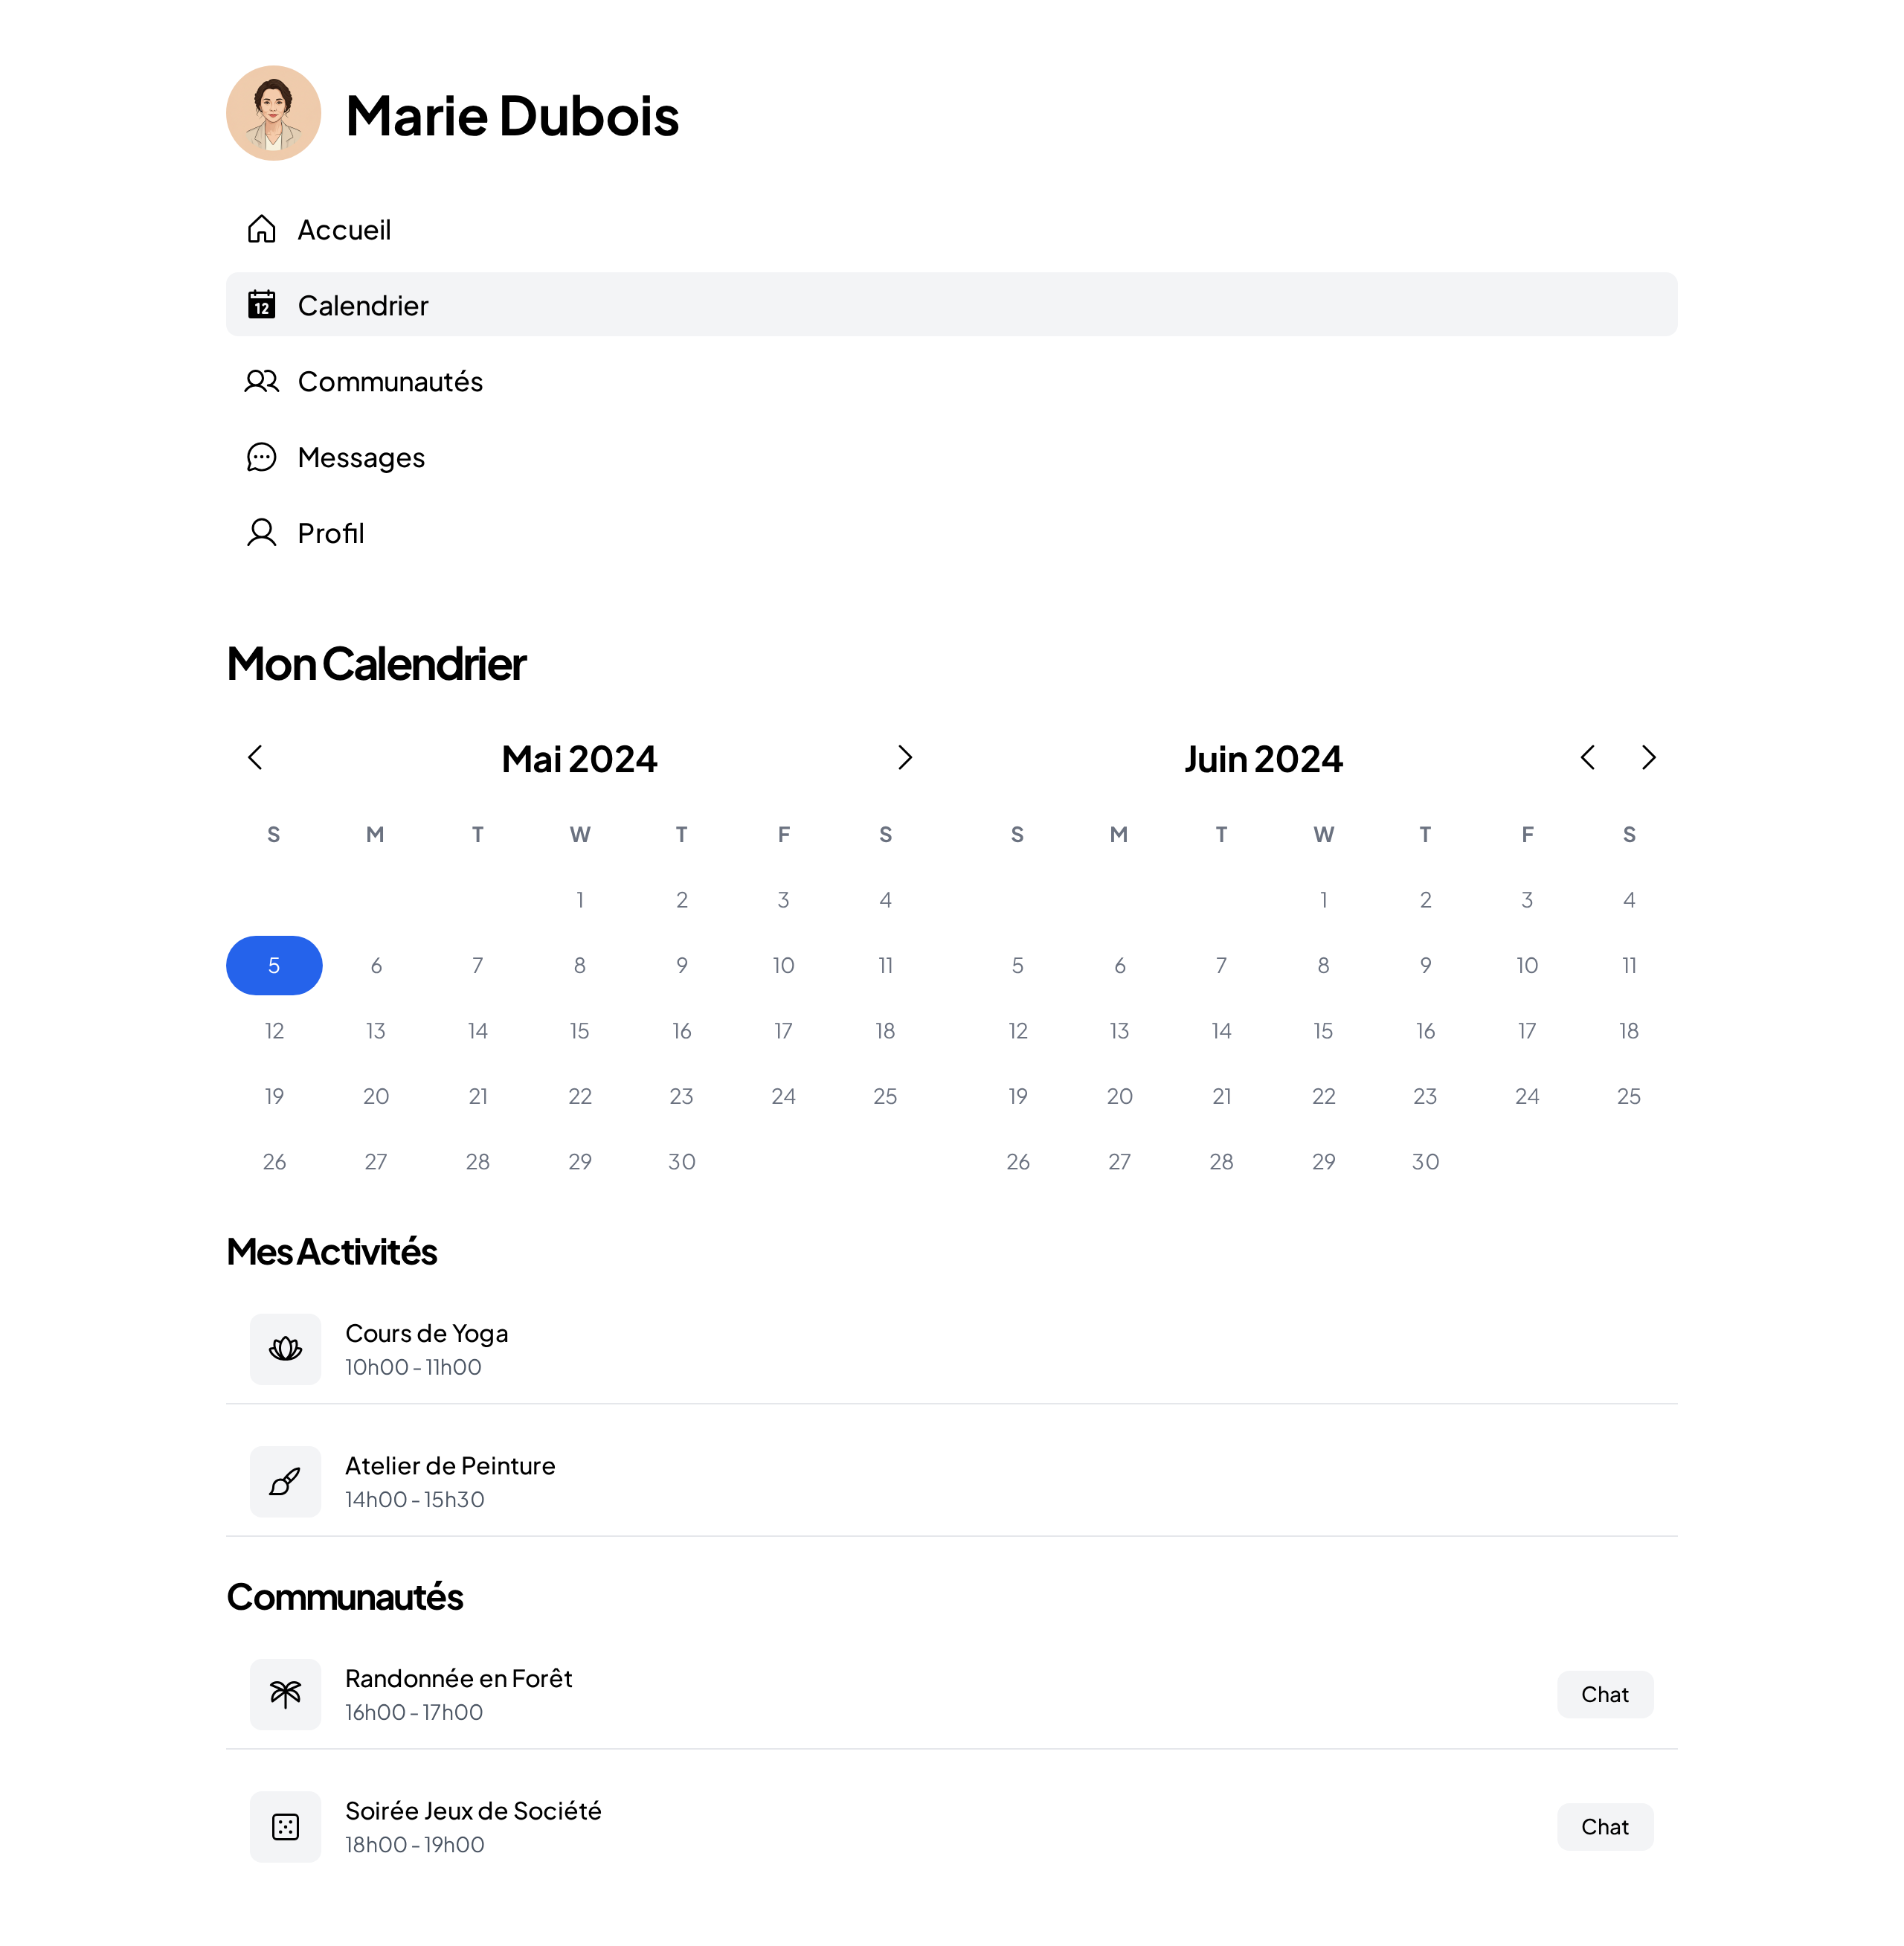 Marie Dubois
Accueil
12
Calendrier
Communautés
Messages
Profil
Mon Calendrier
Mai 2024
S M T W T F S
1 2 3 4
5 6 7 8 9 10 11
12 13 14 15 16 17 18
19 20 21 22 23 24 25
26 27 28 29 30
Juin 2024
S M T W T F S
1 2 3 4
5 6 7 8 9 10 11
12 13 14 15 16 17 18
19 20 21 22 23 24 25
26 27 28 29 30
Mes Activités
Cours de Yoga
10h00 - 11h00
Atelier de Peinture
14h00 - 15h30
Communautés
Randonnée en Forêt
16h00 - 17h00
Chat
Soirée Jeux de Société
18h00 - 19h00
Chat